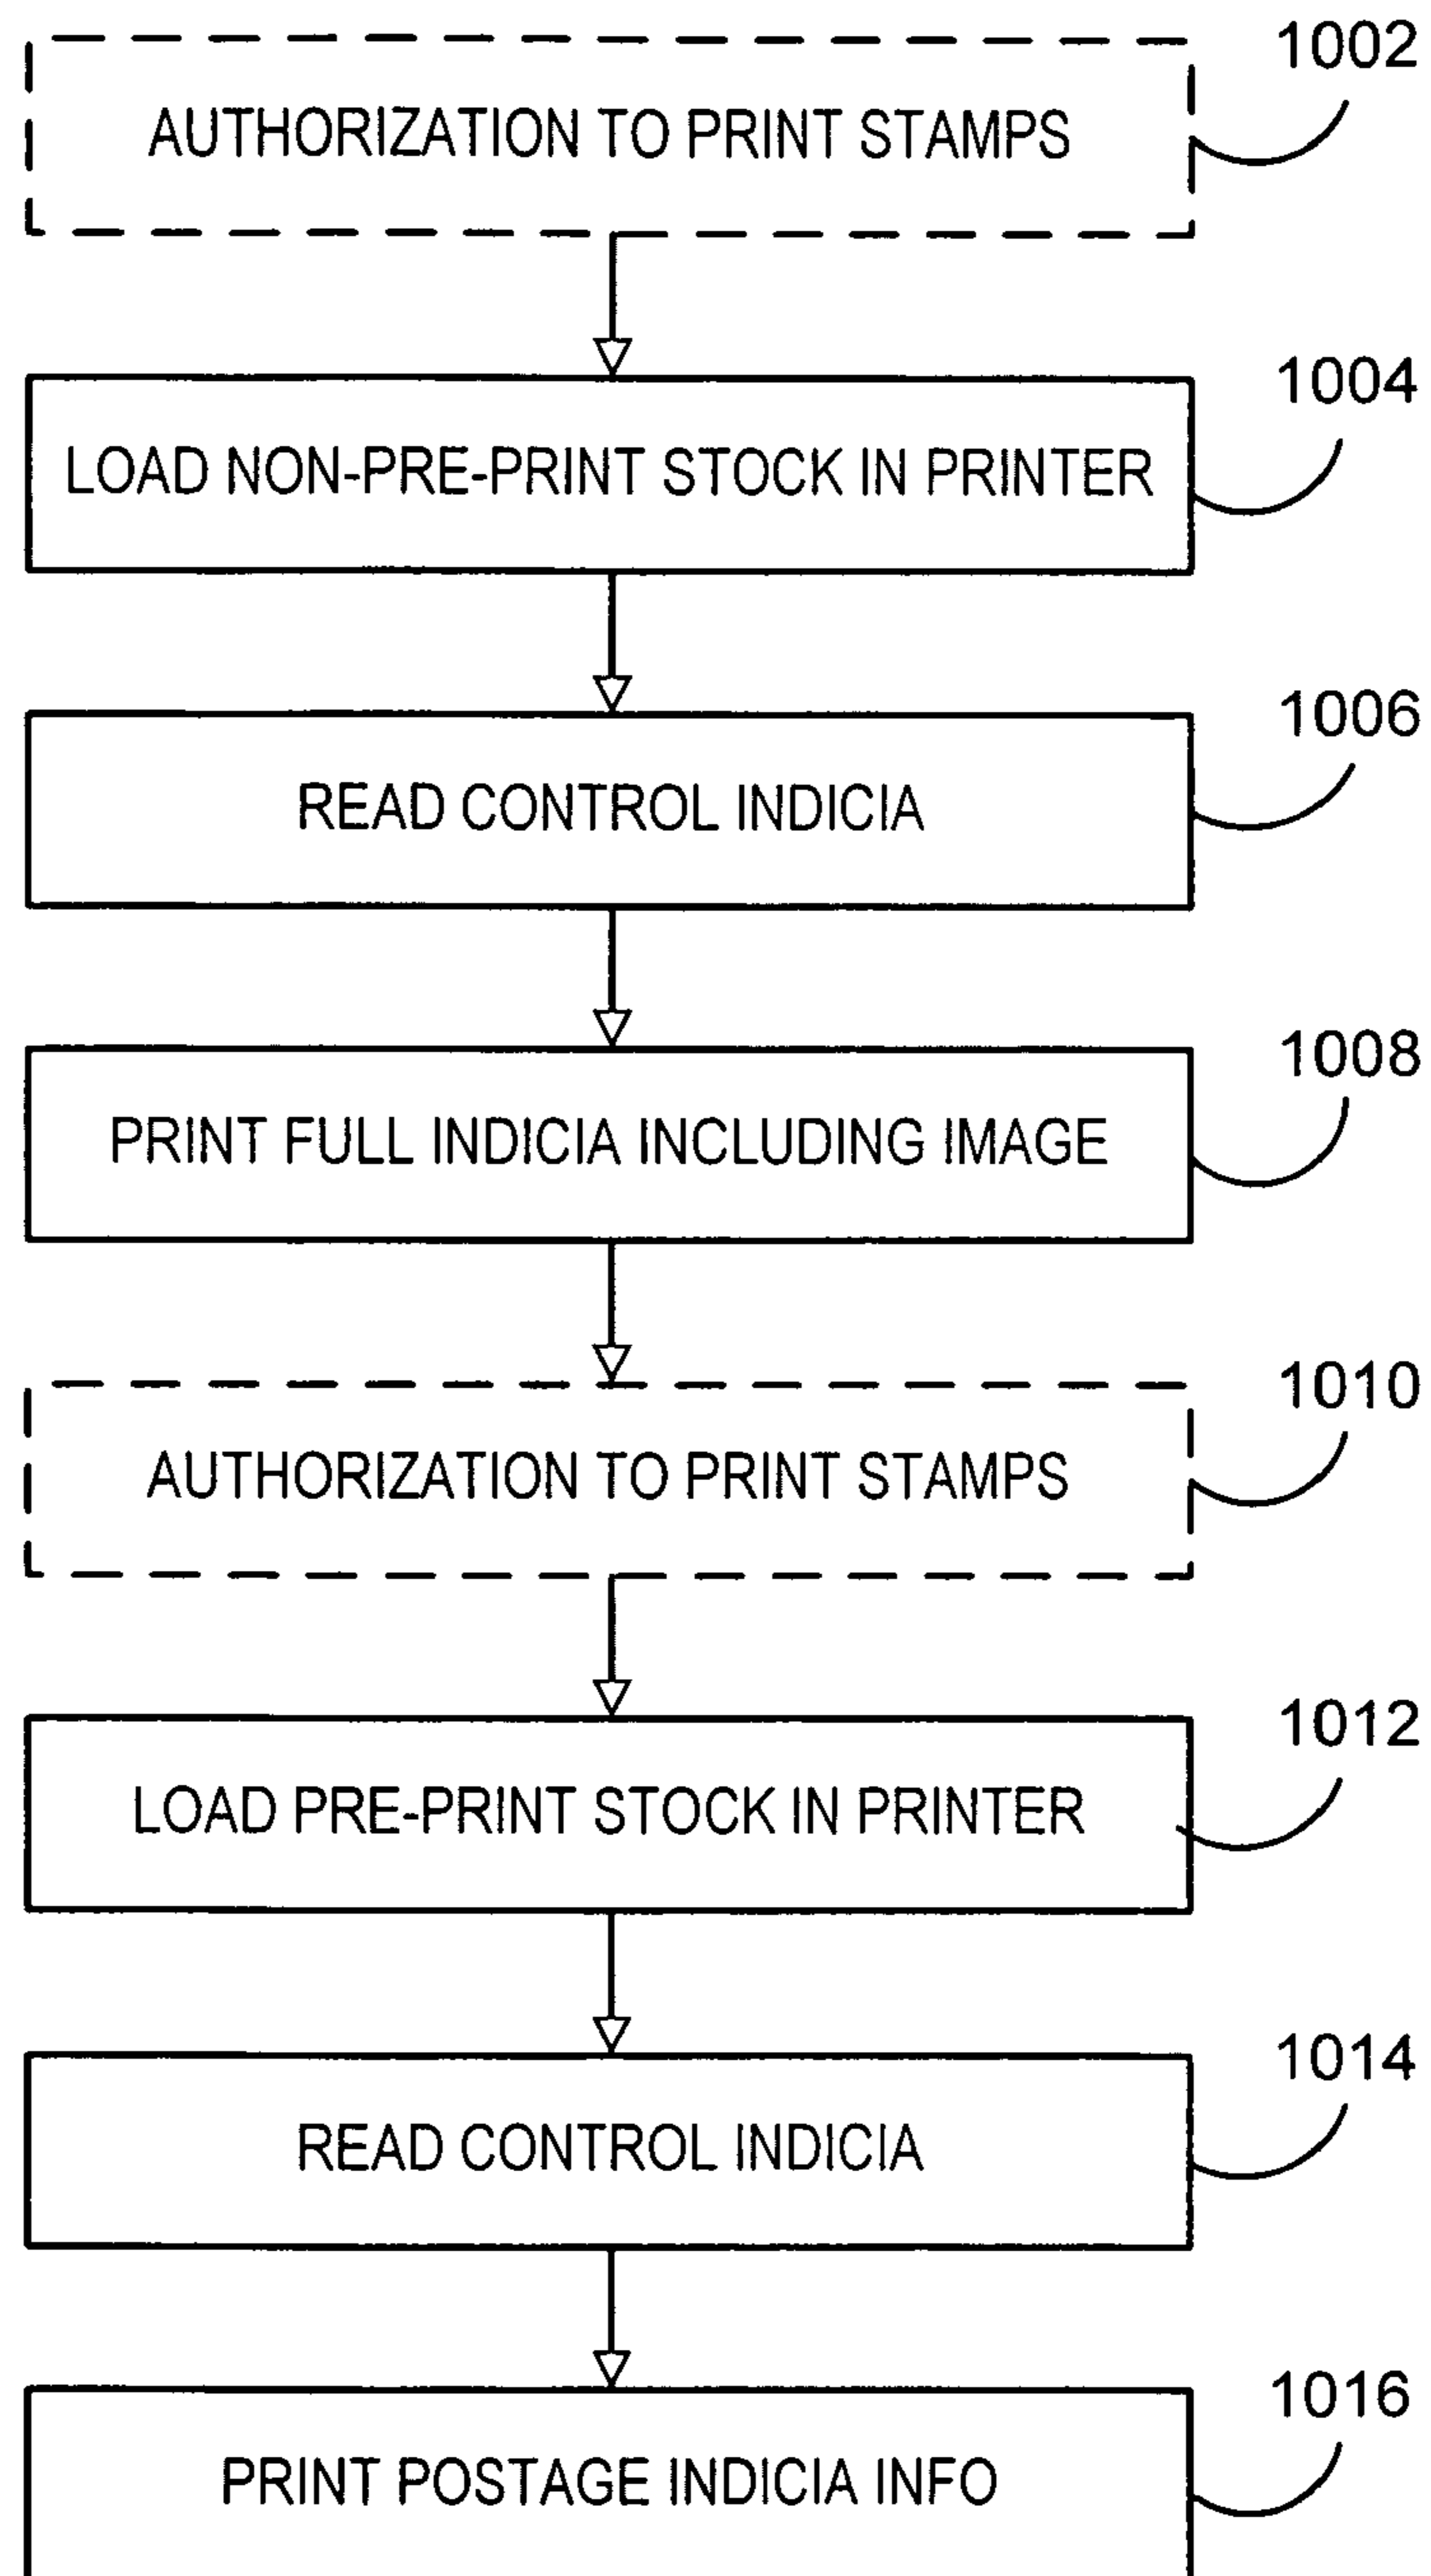 1002
AUTHORIZATION TO PRINT STAMPS
1004
LOAD NON-PRE-PRINT STOCK IN PRINTER
1006
READ CONTROL INDICIA
1008
PRINT FULL INDICIA INCLUDING IMAGE
1010
AUTHORIZATION TO PRINT STAMPS
1012
LOAD PRE-PRINT STOCK IN PRINTER
1014
READ CONTROL INDICIA
1016
PRINT POSTAGE INDICIA INFO